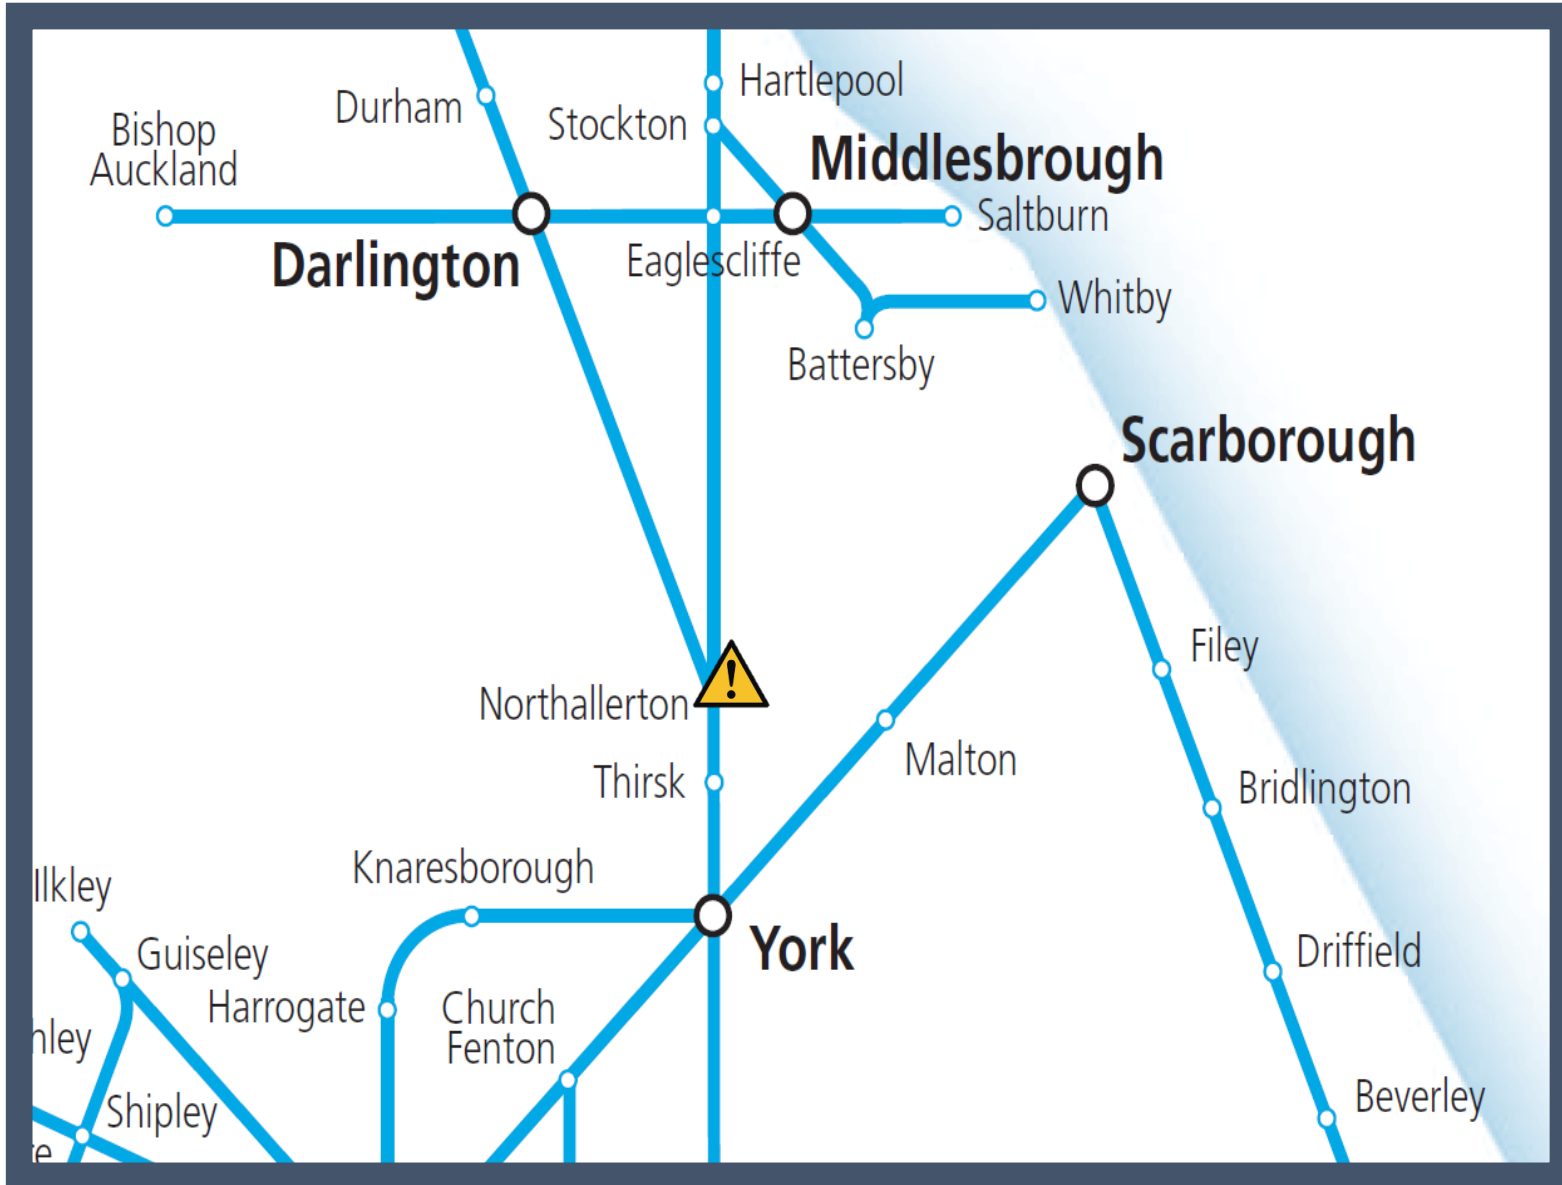 Hartlepool
Durham
Stockton
Bishop
Auckland
Middlesbrough
Saltburn
Darlington
Eaglescliffe
Whitby
Battersby
Scarborough
Filey
!
Northallerton
Malton
Thirsk
Bridlington
Knaresborough
Ilkley
York
Guiseley
Driffield
Harrogate
Church
Fenton
hley
Shipley
Beverley
re